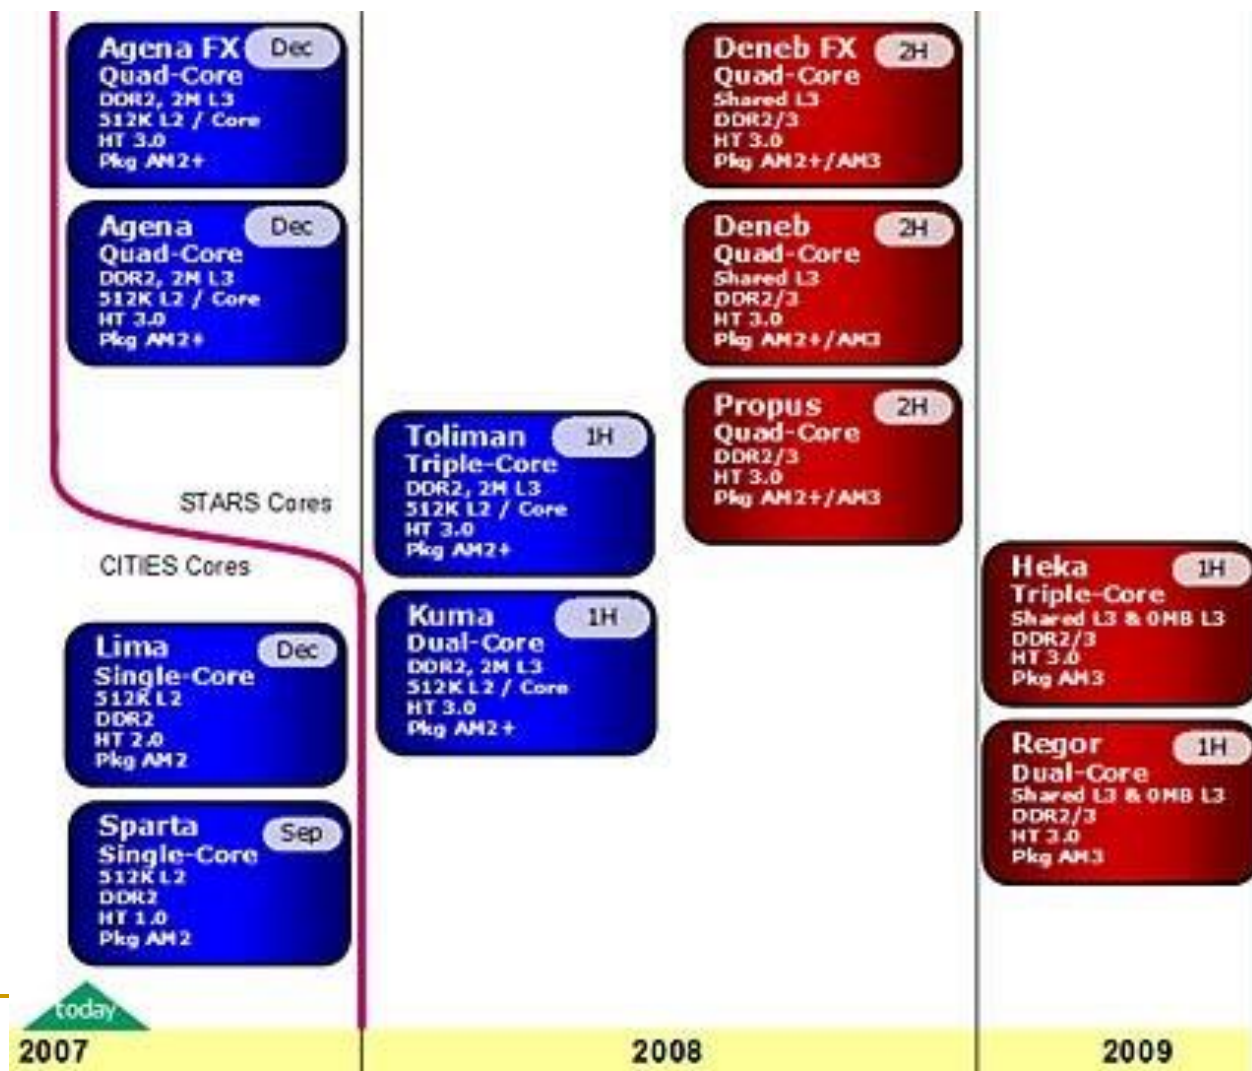 Agena FX
Dec
Quad-Core
DDR2, 2M L3
512K L2 / Core
HT 3.0
Pkg AM2+
Agena
Dec
Quad-Core
DDR2, 2M L3
512K L2 / Core
HT 3.0
Pkg AM2+
STARS Cores
CITIES Cores
Lima
Dec
Single-Core
512K L2
DDR2
HT 2.0
Pkg AM2
Sparta
Sep
Single-Core
512K L2
DDR2
HT 1.0
Pkg AM2
Toliman
1H
Triple-Core
DDR2, 2M L3
512K L2 / Core
HT 3.0
Pkg AM2+
Kuma
1H
Dual-Core
DDR2, 2M L3
512K L2 / Core
HT 3.0
Pkg AM2+
Deneb FX
2H
Quad-Core
Shared L3
DDR2/3
HT 3.0
Pkg AM2+/AM3
Deneb
2H
Quad-Core
Shared L3
DDR2/3
HT 3.0
Pkg AM2+/AM3
Propus
2H
Quad-Core
DDR2/3
HT 3.0
Pkg AM2+/AM3
Heka
1H
Triple-Core
Shared L3 & 0MB L3
DDR2/3
HT 3.0
Pkg AM3
Regor
1H
Dual-Core
Shared L3 & 0MB L3
DDR2/3
HT 3.0
Pkg AM3
today
2007
2008
2009